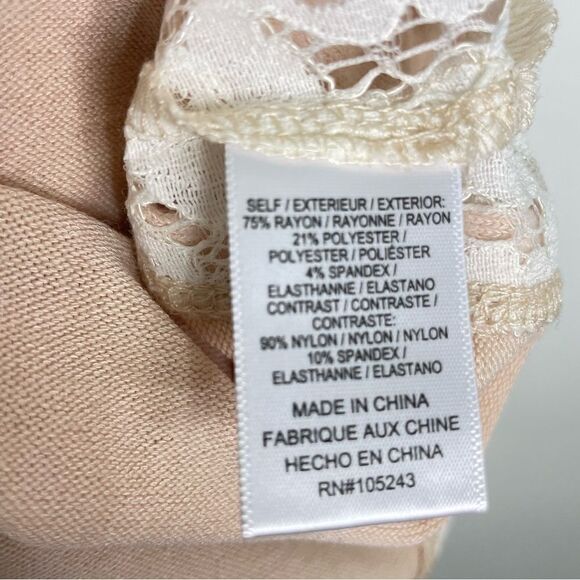 SELF / EXTERIEUR / EXTERIOR:
75% RAYON / RAYONNE / RAYON
21% POLYESTER /
POLYESTER / POLIÉSTER
4% SPANDEX /
ELASTHANNE / ELASTANO
CONTRAST / CONTRASTE /
CONTRASTE:
90% NYLON / NYLON / NYLON
10% SPANDEX /
ELASTHANNE / ELASTANO
MADE IN CHINA
FABRIQUE AUX CHINE
HECHO EN CHINA
RN#105243